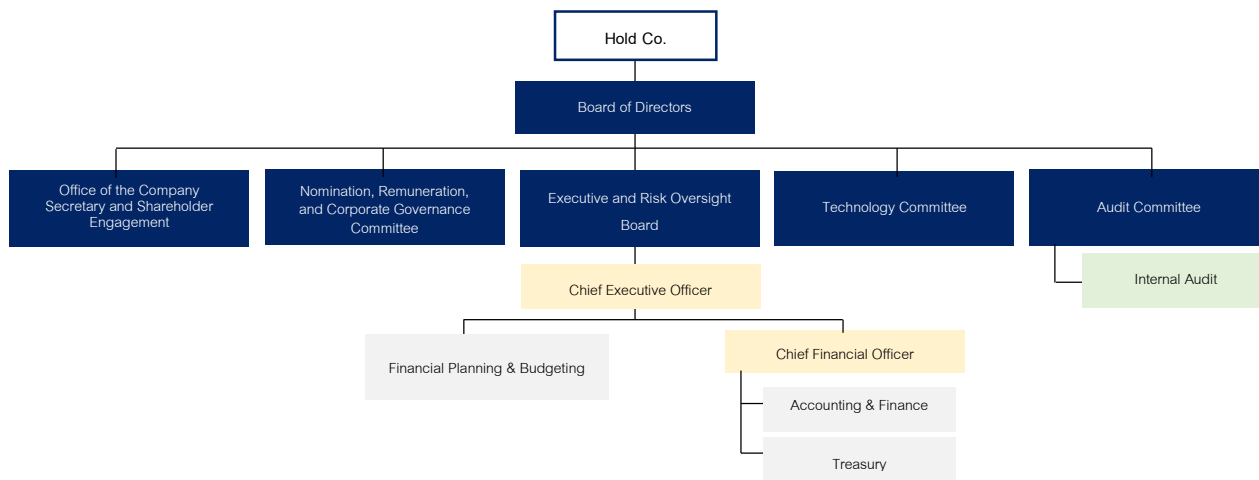 Hold Co.
Board of Directors
Office of the Company
Secretary and Shareholder
Engagement
Nomination, Remuneration,
and Corporate Governance
Committee
Executive and Risk Oversight
Board
Technology Committee
Audit Committee
Internal Audit
Chief Executive Officer
Financial Planning & Budgeting
Chief Financial Officer
Accounting & Finance
Treasury